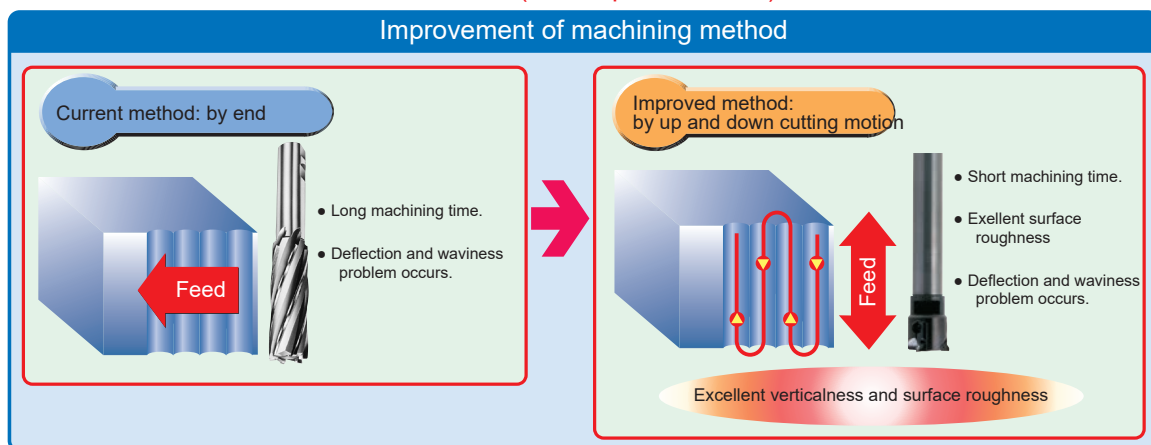 Improvement of machining method
Current method: by end
● Long machining time.
● Deflection and waviness
problem occurs.
Feed
Improved method:
by up and down cutting motion
● Short machining time.
● Exellent surface
roughness
● Deflection and waviness
problem occurs.
Feed
Excellent verticalness and surface roughness